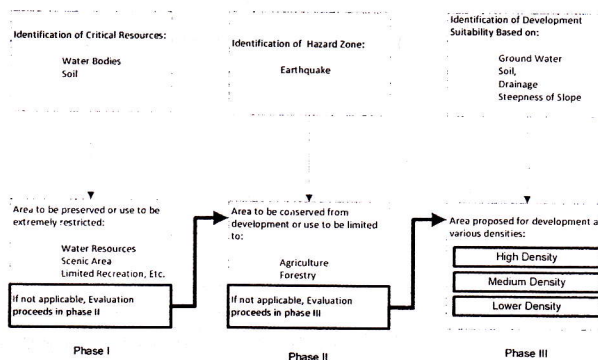 Identification of Critical Resources:
Water Bodies
Soil
Identification of Hazard Zone:
Earthquake
Identification of Development
Suitability Based on:
Ground Water
Soil,
Drainage
Steepness of Slope
Area to be preserved or use to be
extremely restricted:
Water Resources
Scenic Area
Limited Recreation, Etc.
If not applicable, Evaluation
proceeds in phase II
Area to be conserved from
development or use to be limited
to:
Agriculture
Forestry
If not applicable, Evaluation
proceeds in phase III
Area proposed for development a
various densities:
High Density
Medium Density
Lower Density
Phase I
Phase II
Phase III